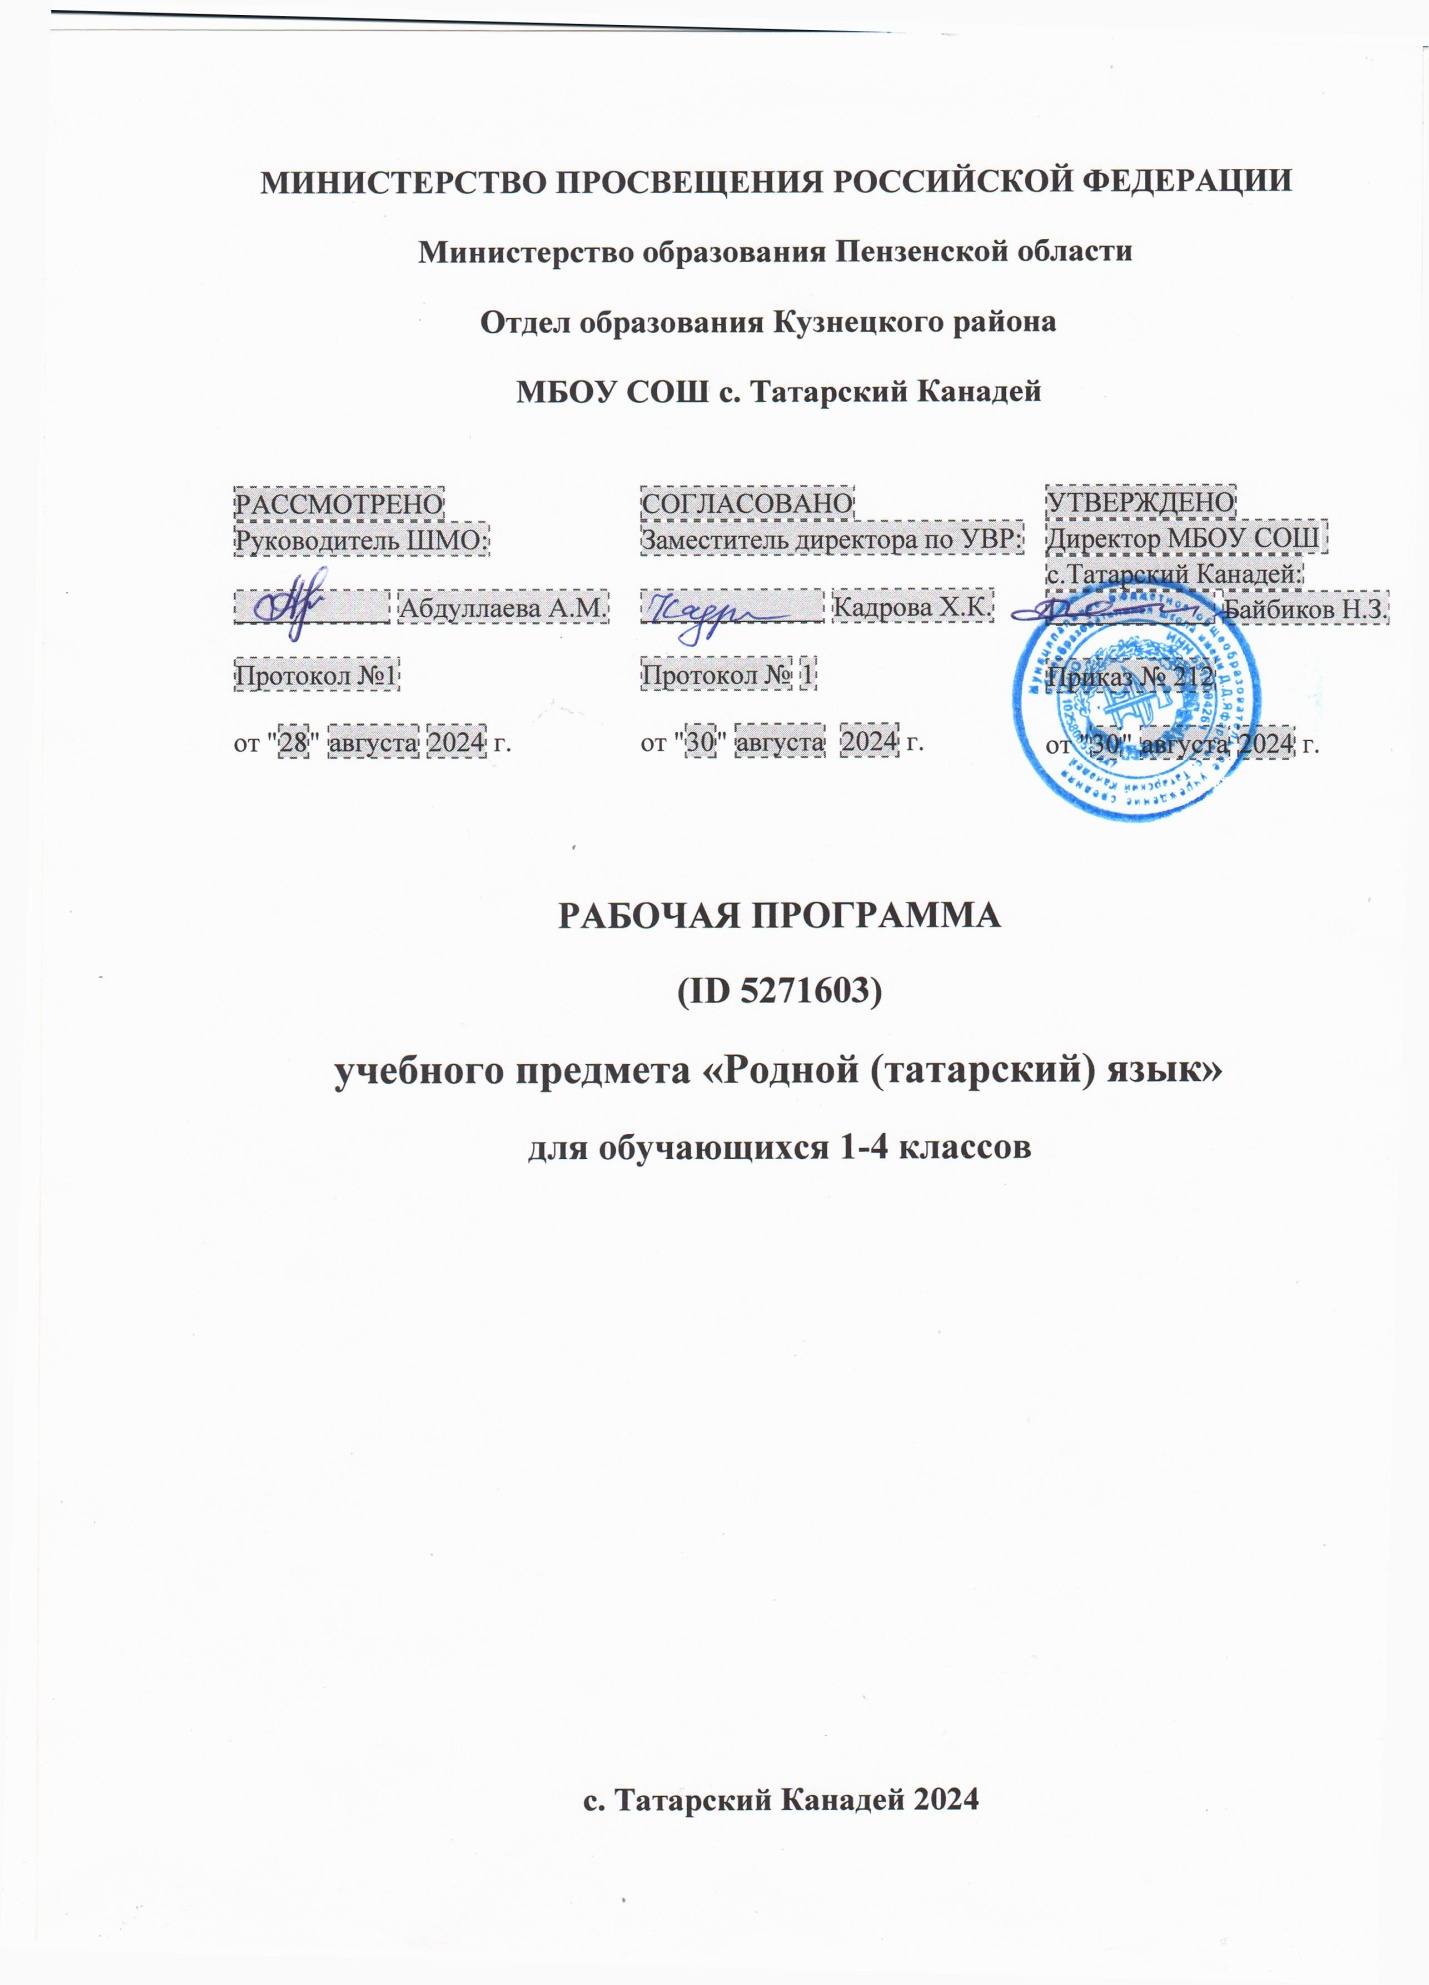 МИНИСТЕРСТВО ПРОСВЕЩЕНИЯ РОССИЙСКОЙ ФЕДЕРАЦИИ
Министерство образования Пензенской области
Отдел образования Кузнецкого района
МБОУ СОШ с. Татарский Канадей
РАССМОТРЕНО
Руководитель ШМО:
Абдуллаева А.М.
Протокол №1
от "28" августа 2024 г.
СОГЛАСОВАНО
Заместитель директора по УВР:
Кадрова Х.К.
Протокол № 1
от "30" августа 2024 г.
УТВЕРЖДЕНО
Директор МБОУ СОШ
с.Татарский Канадей:
Байбиков Н.З.
Приказ № 212
от "30" августа 2024 г.
РАБОЧАЯ ПРОГРАММА
(ID 5271603)
учебного предмета «Родной (татарский) язык»
для обучающихся 1-4 классов
с. Татарский Канадей 2024